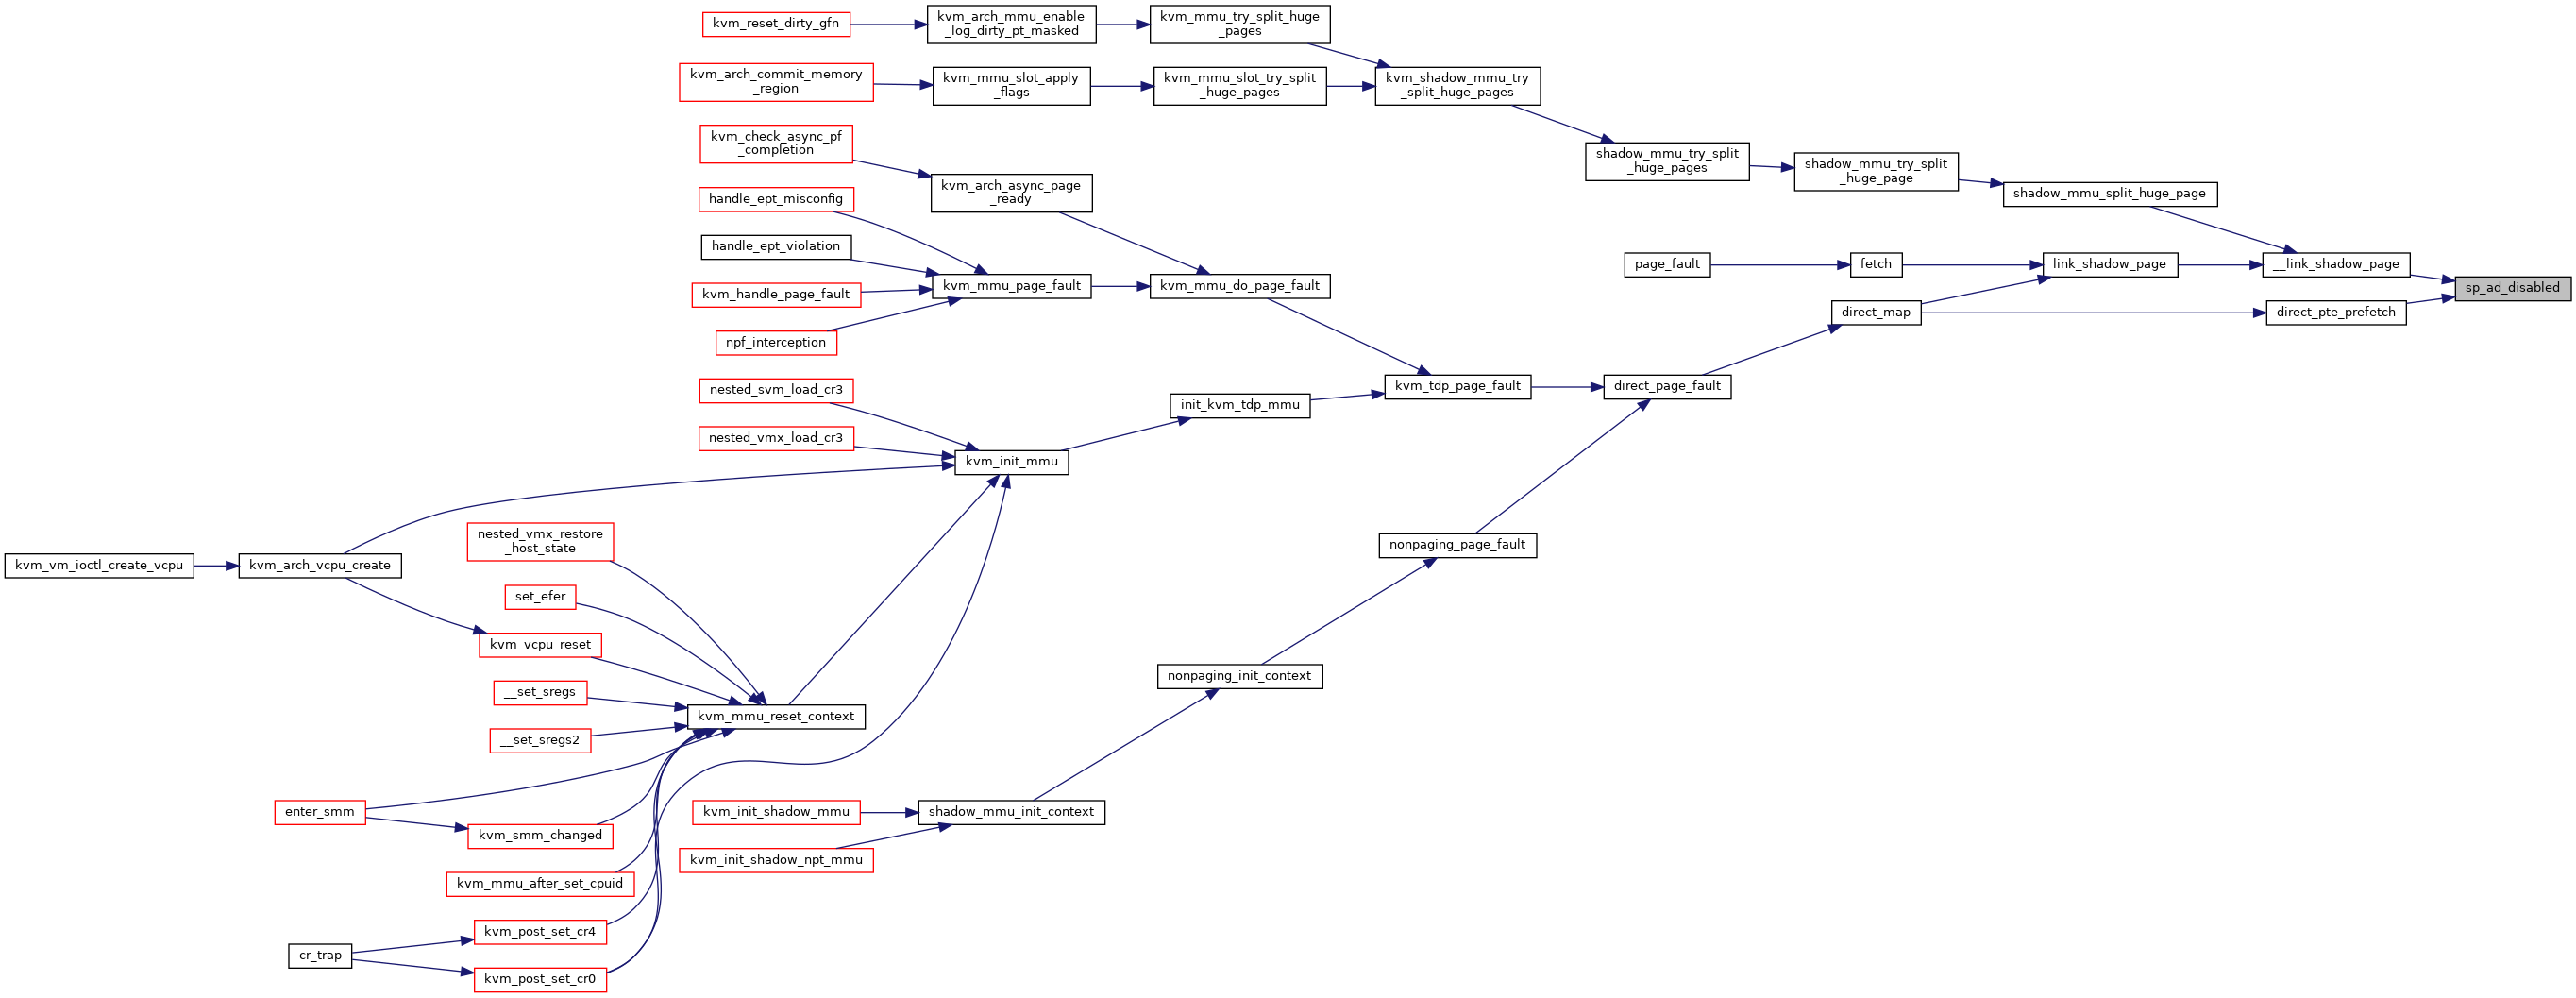 kvm_reset_dirty_gfn
kvm_arch_mmu_enable
_log_dirty_pt_masked
kvm_mmu_try_split_huge
_pages
kvm_arch_commit_memory
_region
kvm_mmu_slot_apply
_flags
kvm_mmu_slot_try_split
_huge_pages
kvm_shadow_mmu_try
_split_huge_pages
kvm_check_async_pf
_completion
shadow_mmu_try_split
_huge_pages
shadow_mmu_try_split
_huge_page
handle_ept_misconfig
kvm_arch_async_page
_ready
shadow_mmu_split_huge_page
handle_ept_violation
page_fault
fetch
link_shadow_page
__link_shadow_page
kvm_handle_page_fault
kvm_mmu_page_fault
kvm_mmu_do_page_fault
sp_ad_disabled
direct_map
direct_pte_prefetch
npf_interception
nested_svm_load_cr3
init_kvm_tdp_mmu
kvm_tdp_page_fault
direct_page_fault
nested_vmx_load_cr3
kvm_init_mmu
nested_vmx_restore
_host_state
nonpaging_page_fault
kvm_vm_ioctl_create_vcpu
kvm_arch_vcpu_create
set_efer
kvm_vcpu_reset
nonpaging_init_context
__set_sregs
kvm_mmu_reset_context
__set_sregs2
enter_smm
kvm_smm_changed
kvm_init_shadow_mmu
shadow_mmu_init_context
kvm_init_shadow_npt_mmu
kvm_mmu_after_set_cpuid
kvm_post_set_cr4
cr_trap
kvm_post_set_cr0